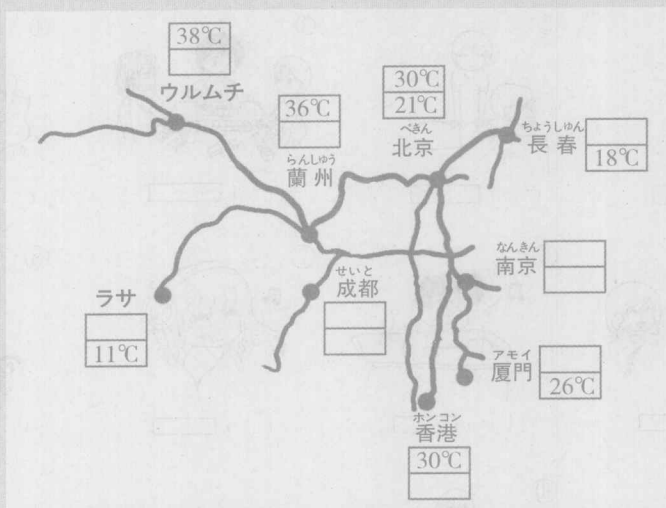 38℃
ウルムチ
36℃
らんしゅう
蘭州
30℃
21℃
ぺきん
北京
ちょうしゅん
長春
18℃
なんきん
南京
ラサ
11℃
せいと
成都
アモイ
厦門
26℃
ホンコン
香港
30℃